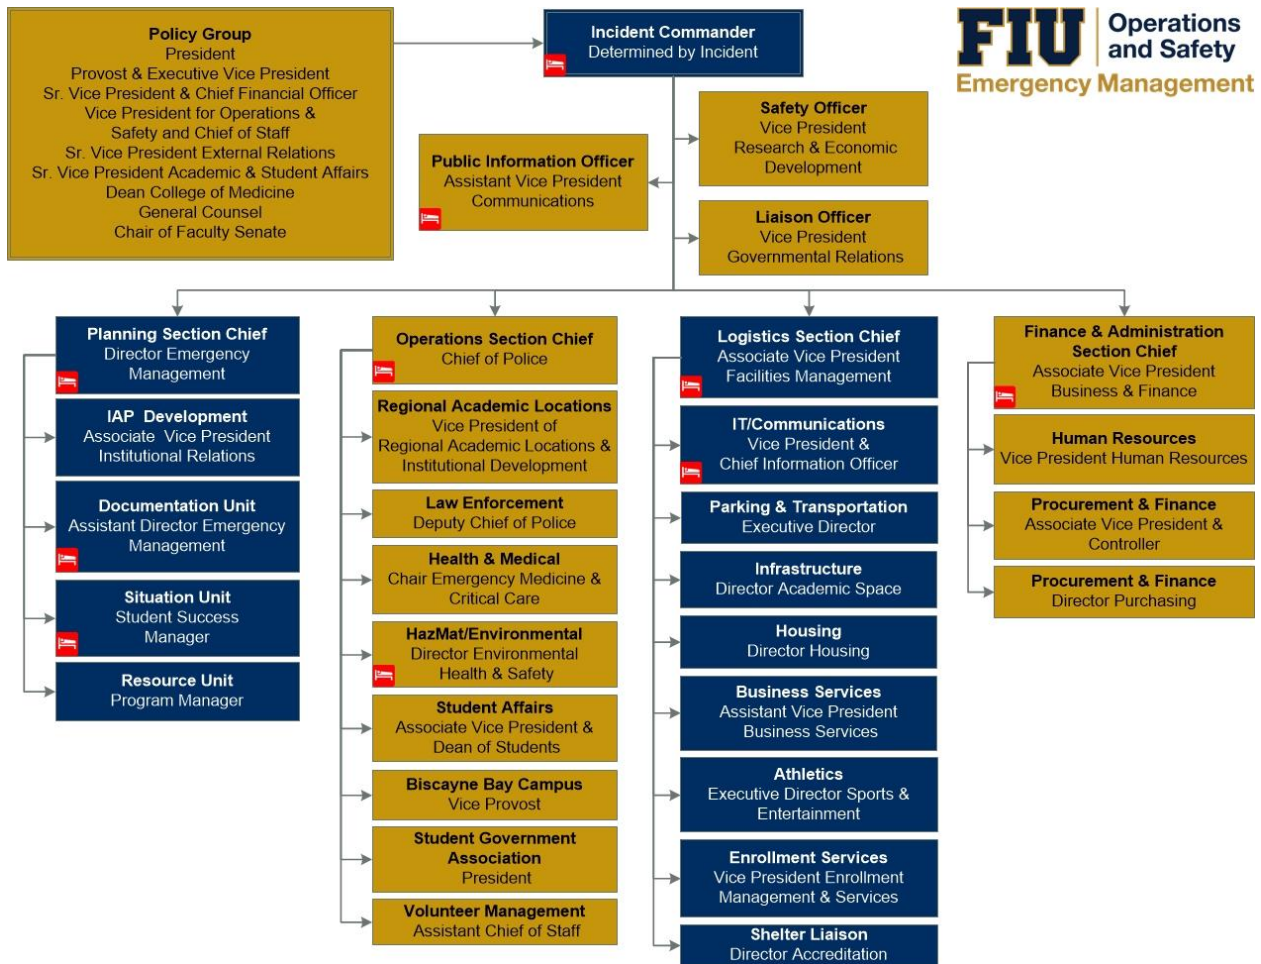 Policy Group
President
Provost & Executive Vice President
Sr. Vice President & Chief Financial Officer
Vice President for Operations &
Safety and Chief of Staff
Sr. Vice President External Relations
Sr. Vice President Academic & Student Affairs
Dean College of Medicine
General Counsel
Chair of Faculty Senate
Incident Commander
Determined by Incident
FIU
Operations
and Safety
Emergency Management
Safety Officer
Vice President
Research & Economic
Development
Public Information Officer
Assistant Vice President
Communications
Liaison Officer
Vice President
Governmental Relations
Planning Section Chief
Director Emergency
Management
IAP Development
Associate Vice President
Institutional Relations
Documentation Unit
Assistant Director Emergency
Management
Situation Unit
Student Success
Manager
Resource Unit
Program Manager
Operations Section Chief
Chief of Police
Regional Academic Locations
Vice President of
Regional Academic Locations &
Institutional Development
Law Enforcement
Deputy Chief of Police
Health & Medical
Chair Emergency Medicine &
Critical Care
HazMat/Environmental
Director Environmental
Health & Safety
Student Affairs
Associate Vice President &
Dean of Students
Biscayne Bay Campus
Vice Provost
Student Government
Association
President
Volunteer Management
Assistant Chief of Staff
Logistics Section Chief
Associate Vice President
Facilities Management
IT/Communications
Vice President &
Chief Information Officer
Parking & Transportation
Executive Director
Infrastructure
Director Academic Space
Housing
Director Housing
Business Services
Assistant Vice President
Business Services
Athletics
Executive Director Sports &
Entertainment
Enrollment Services
Vice President Enrollment
Management & Services
Shelter Liaison
Director Accreditation
Finance & Administration
Section Chief
Associate Vice President
Business & Finance
Human Resources
Vice President Human Resources
Procurement & Finance
Associate Vice President &
Controller
Procurement & Finance
Director Purchasing